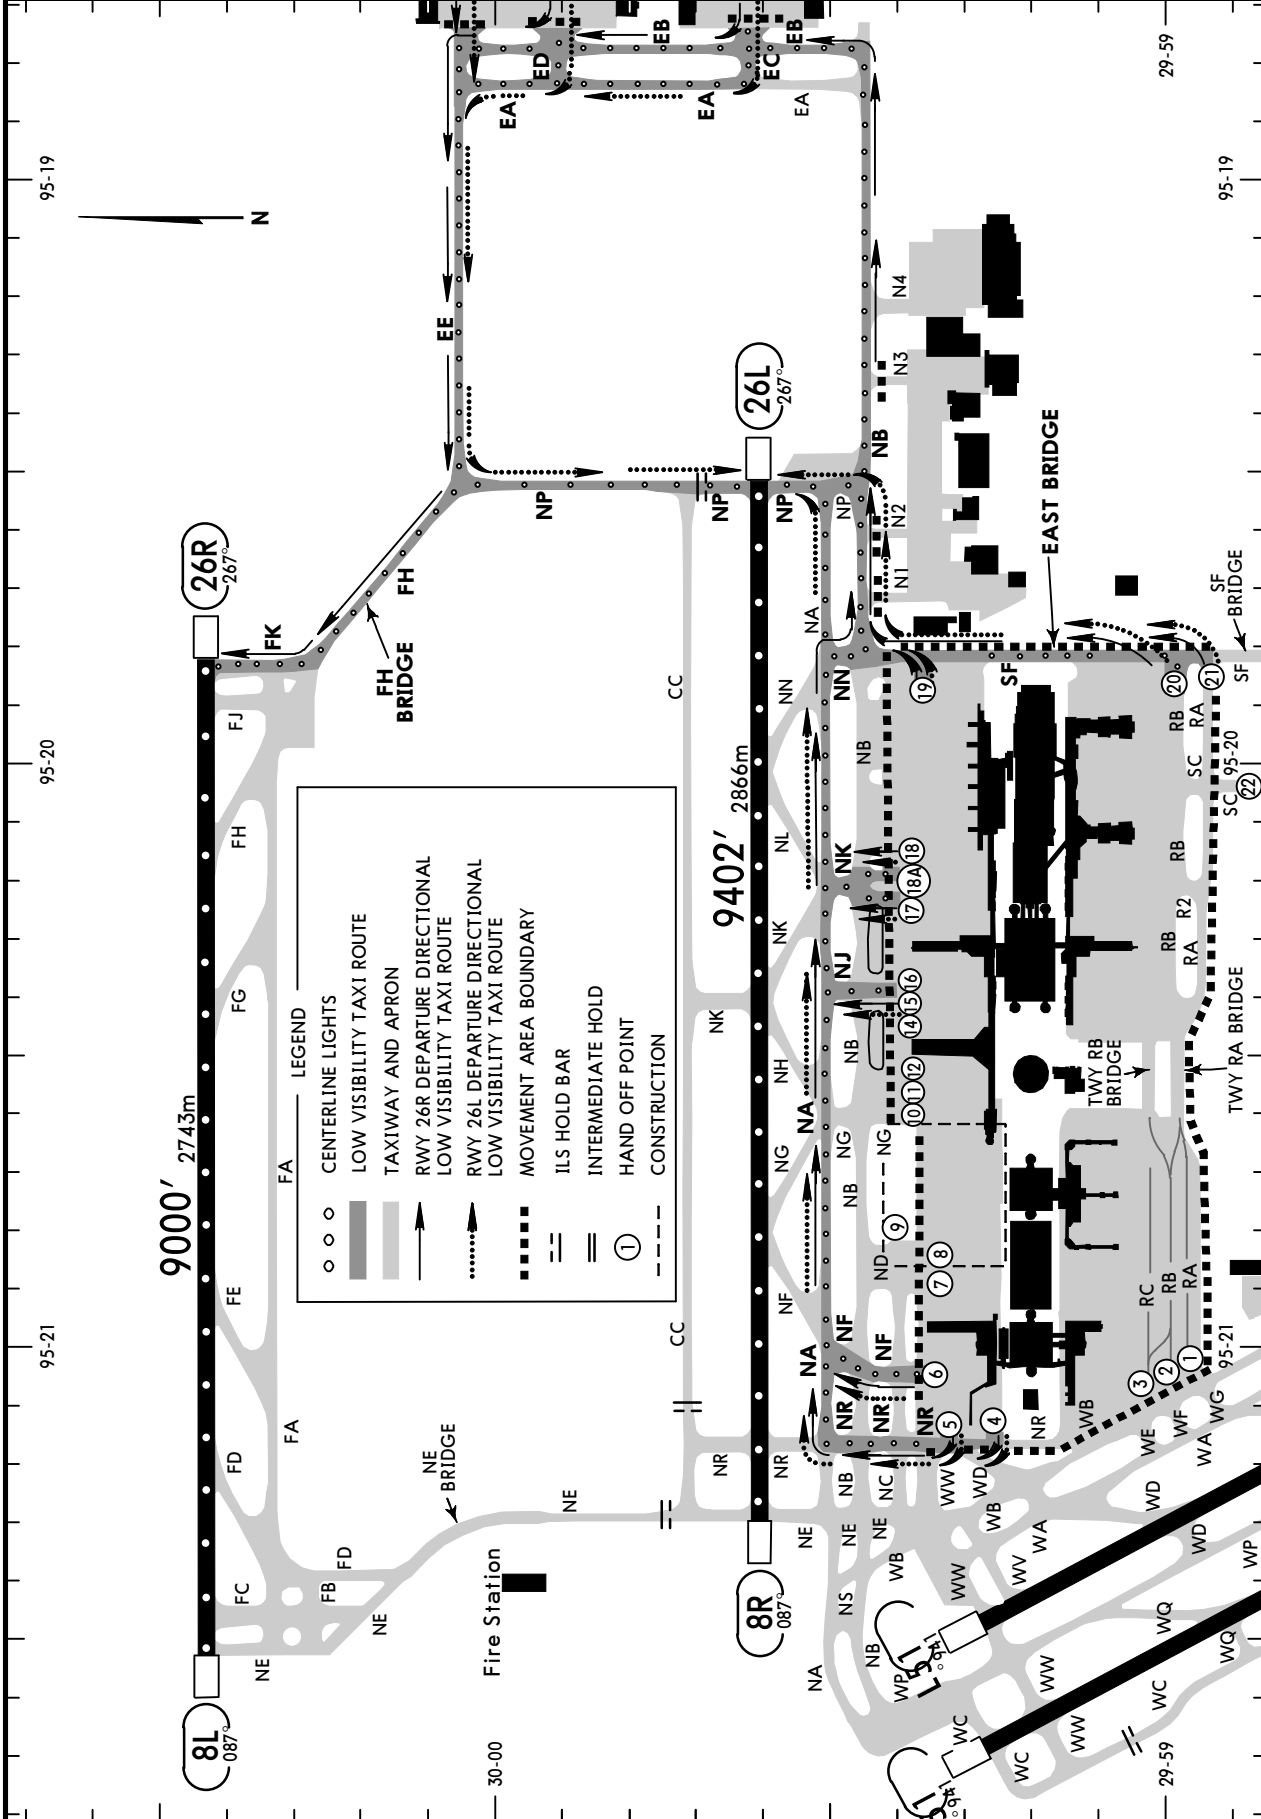 95-21
95-20
95-19
8L
087°
9000'
2743m
26R
267°
NE
FC
FD
FE
FG
FH
FJ
FK
FB
FD
NE
FA
FA
FH
FH
BRIDGE
NE
BRIDGE
NE
Fire Station
30-00
N
LEGEND
CENTERLINE LIGHTS
LOW VISIBILITY TAXI ROUTE
TAXIWAY AND APRON
RWY 26R DEPARTURE DIRECTIONAL
LOW VISIBILITY TAXI ROUTE
RWY 26L DEPARTURE DIRECTIONAL
LOW VISIBILITY TAXI ROUTE
MOVEMENT AREA BOUNDARY
ILS HOLD BAR
INTERMEDIATE HOLD
1
HAND OFF POINT
CONSTRUCTION
EE
EA
ED
EB
EA
EC
EB
EA
NP
NP
NP
NP
CC
CC
NR
NK
8R
087°
9402'
2866m
26L
267°
NE
NR
NF
NG
NH
NK
NL
NN
NA
NA
NA
NA
NS
NE
NB
NR
NF
NB
NG
NB
NJ
NK
NB
NN
NB
NB
NE
NC
NR
NF
ND
NG
N1
N2
N3
N4
WB
WP
NR
WW
WD
WB
WW
WV
WA
NR
WB
4
5
6
7
8
9
10
11
12
14
15
16
17
18A
18
19
SF
EAST BRIDGE
15L
146°
WC
WC
WW
WW
WC
WQ
WQ
WD
WD
WE
WF
WA
WG
WP
3
2
1
RC
RB
RA
TWY RB
BRIDGE
TWY RA BRIDGE
RB
RA
R2
RB
SC
SC
RB
RA
20
21
22
SF
SF
BRIDGE
29-59
95-21
95-20
95-19
29-59